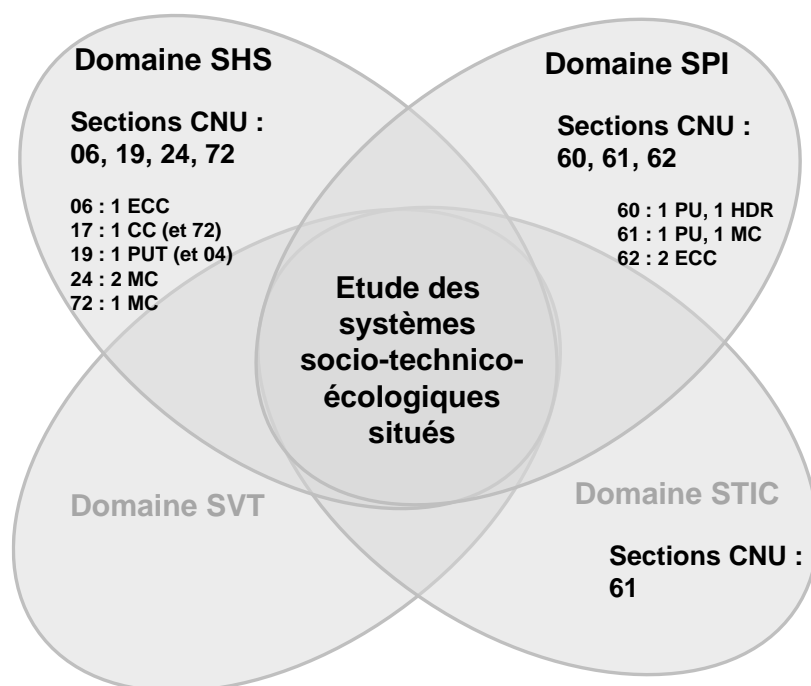 Domaine SHS
Sections CNU :
06, 19, 24, 72
06 : 1 ECC
17 : 1 CC (et 72)
19 : 1 PUT (et 04)
24 : 2 MC
72 : 1 MC
Domaine SPI
Sections CNU :
60, 61, 62
60 : 1 PU, 1 HDR
61 : 1 PU, 1 MC
62 : 2 ECC
Etude des
systèmes
socio-technico-
écologiques
situés
Domaine SVT
Domaine STIC
Sections CNU :
61